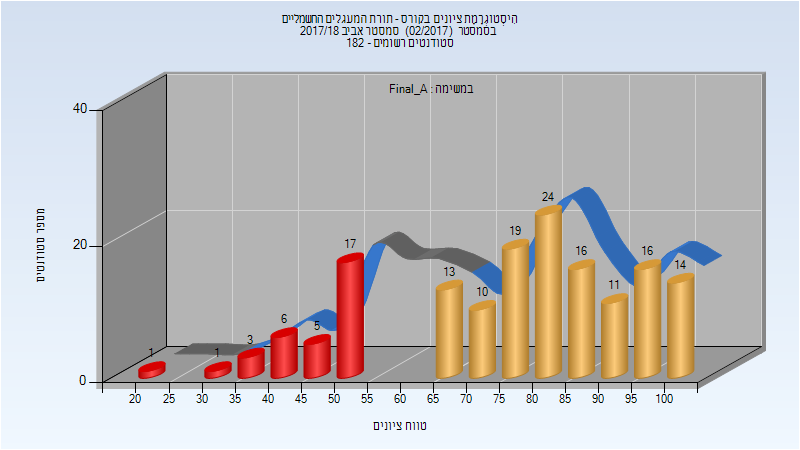 היסטוגרמת ציונים בקורס - תורת המעגלים החשמליים
בסמסטר (02/2017) סמסטר אביב 2017/18
סטודנטים רשומים - 182
במשימה : Final_A
מספר סטודנטים
40
20
0
1
1
3
6
5
17
13
10
19
24
16
11
16
14
20 25 30 35 40 45 50 55 60 65 70 75 80 85 90 95 100
טווח ציונים